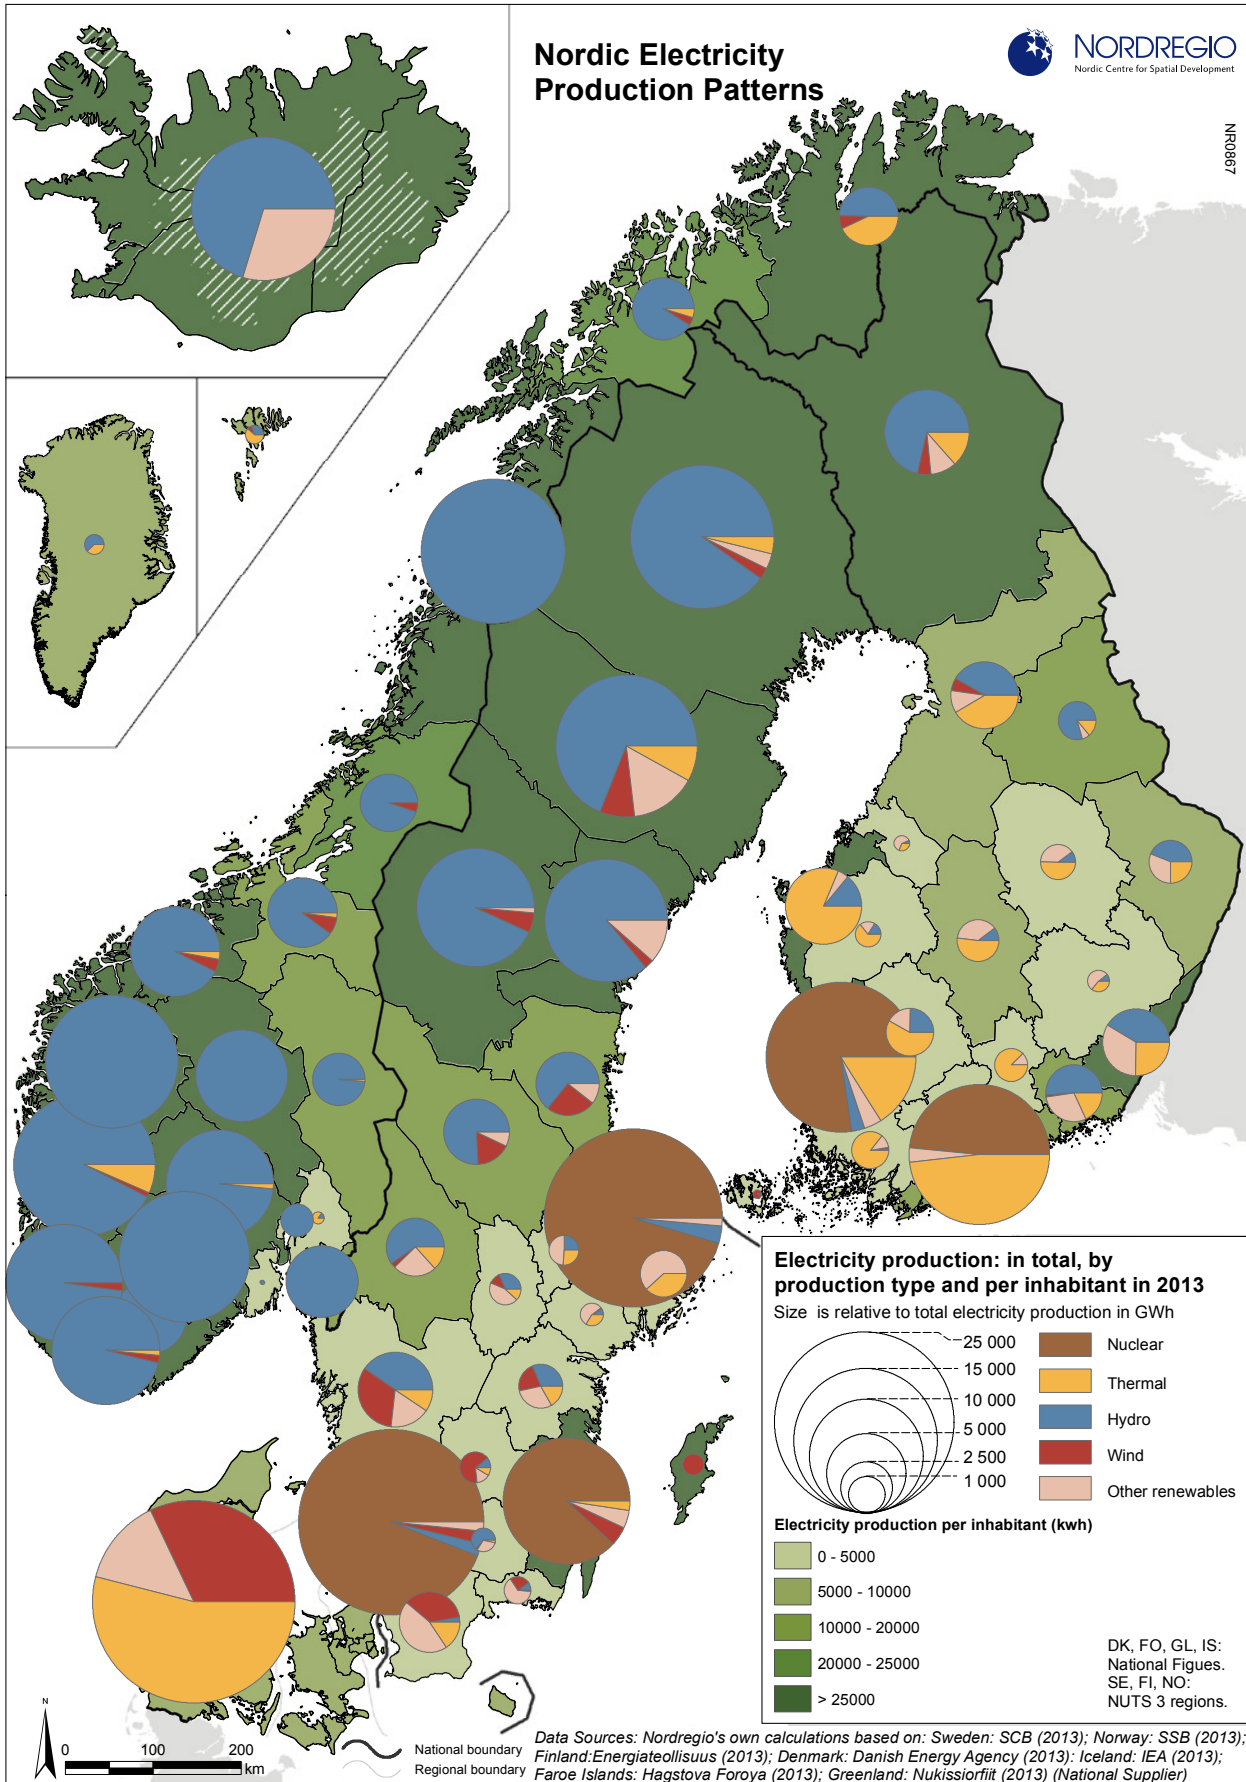 Nordic Electricity
Production Patterns
NORDREGIO
Nordic Centre for Spatial Development
NR0867
Electricity production: in total, by
production type and per inhabitant in 2013
Size is relative to total electricity production in GWh
25 000
15 000
10 000
5 000
2 500
1 000
Nuclear
Thermal
Hydro
Wind
Other renewables
Electricity production per inhabitant (kwh)
0 - 5000
5000 - 10000
10000 - 20000
20000 - 25000
> 25000
DK, FO, GL, IS:
National Figues.
SE, FI, NO:
NUTS 3 regions.
N
0 100 200
km
National boundary
Regional boundary
Data Sources: Nordregio's own calculations based on: Sweden: SCB (2013); Norway: SSB (2013);
Finland:Energiateollisuus (2013); Denmark: Danish Energy Agency (2013): Iceland: IEA (2013);
Faroe Islands: Hagstova Foroya (2013); Greenland: Nukissiorfiit (2013) (National Supplier)